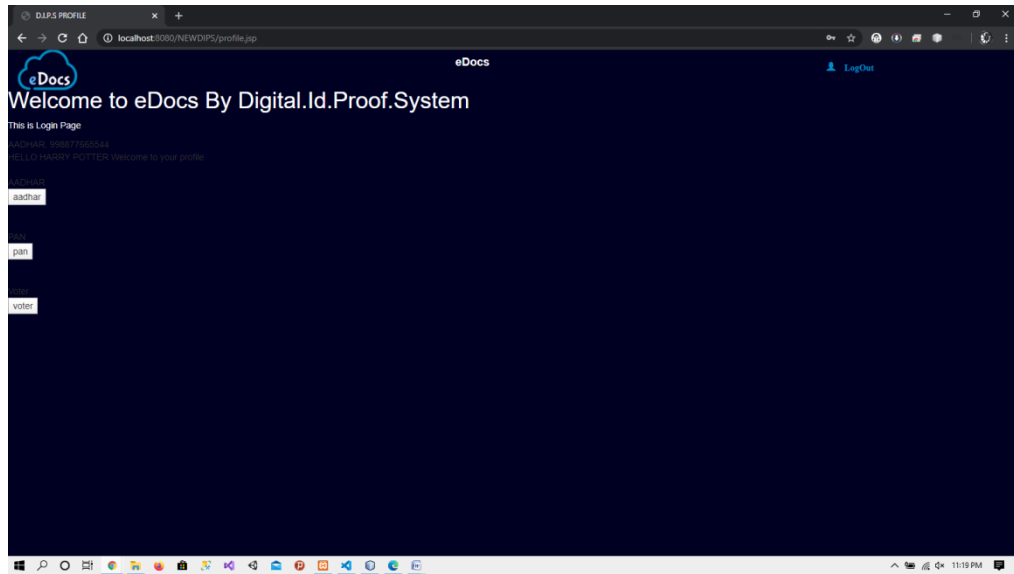 D.I.P.S PROFILE
localhost:8080/NEWDIPS/profile.jsp
eDocs
eDocs
LogOut
Welcome to eDocs By Digital.Id.Proof.System
This is Login Page
AADHAR, 996877665544
HELLO HARRY POTTER Welcome to your profile
AADHAR
aadhar
PAN
pan
Voter
voter
11:19 PM